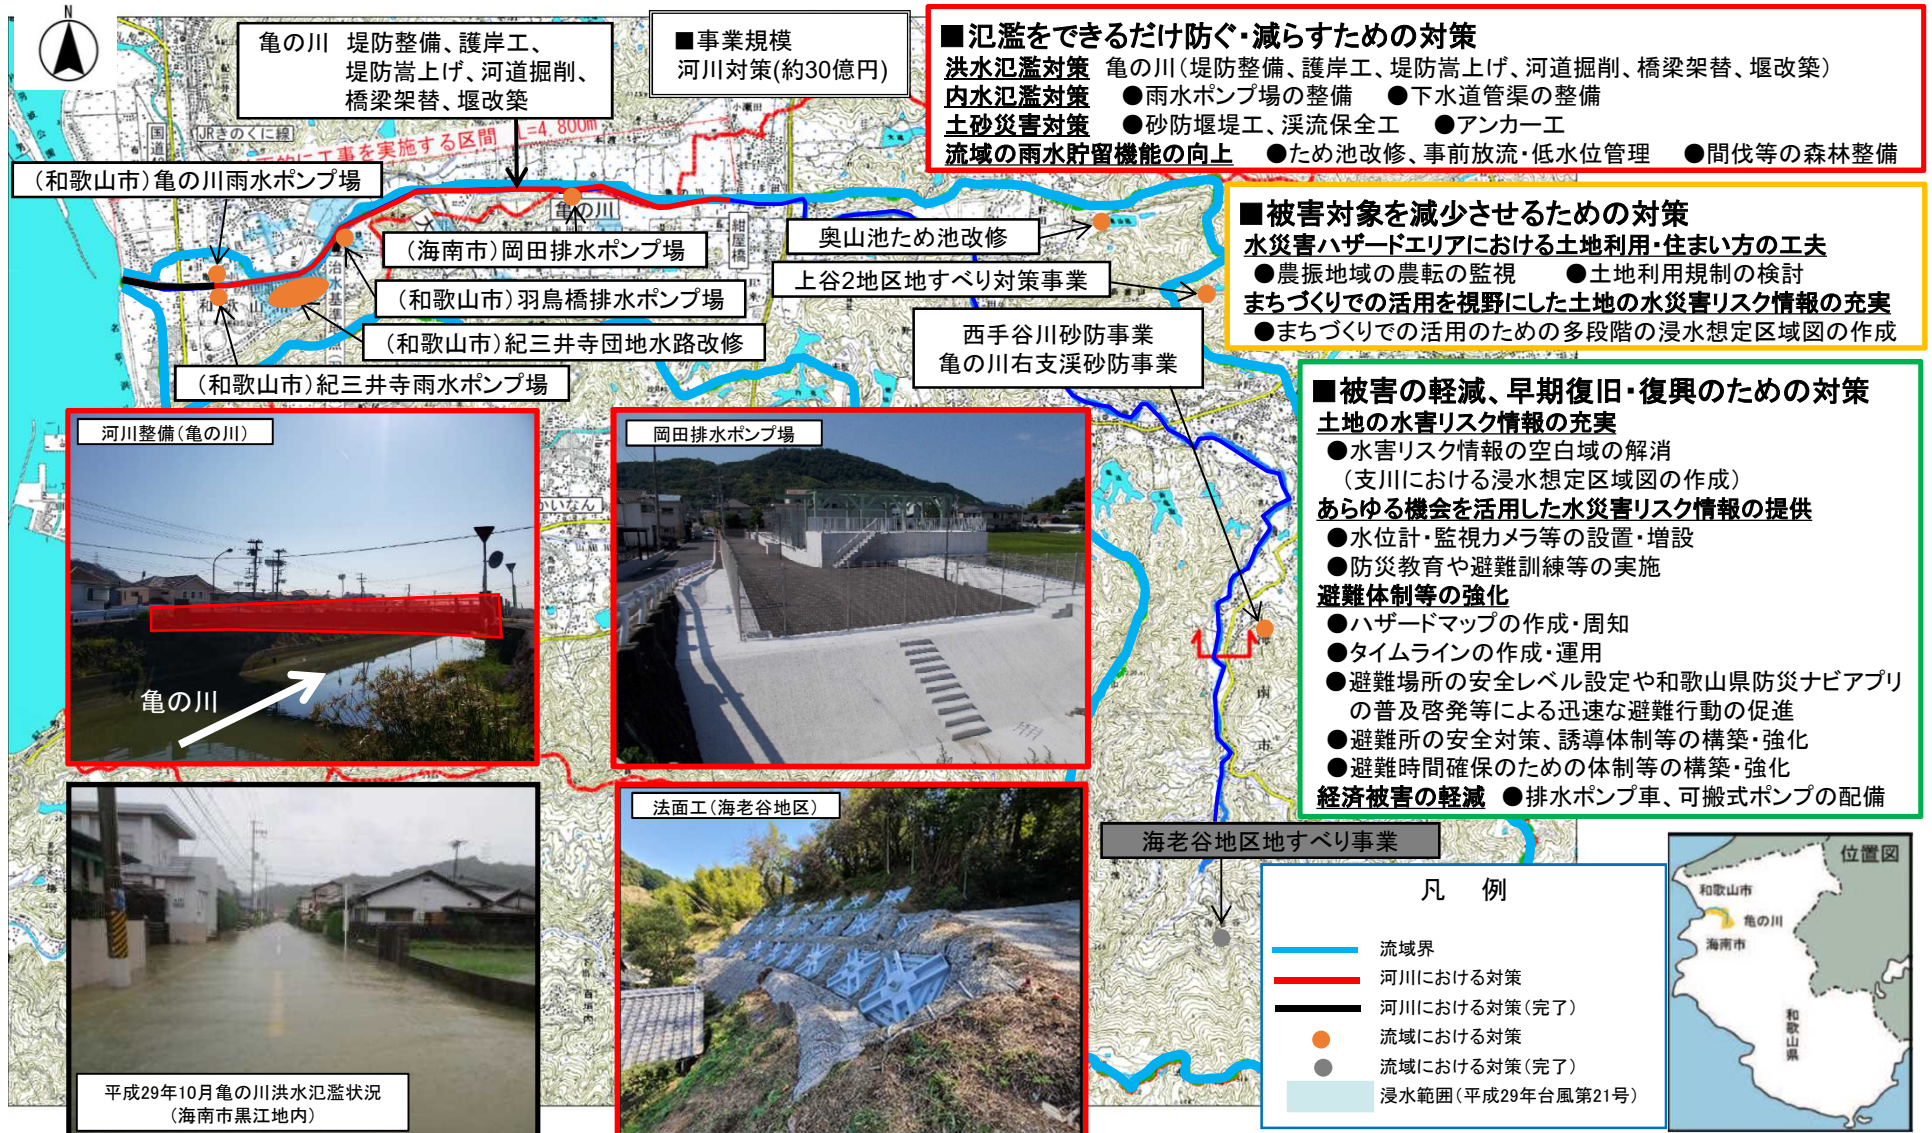 N
亀の川 堤防整備、護岸工、
堤防嵩上げ、河道掘削、
橋梁架替、堰改築
■事業規模
河川対策(約30億円)
■氾濫をできるだけ防ぐ・減らすための対策
洪水氾濫対策 亀の川(堤防整備、護岸工、堤防嵩上げ、河道掘削、橋梁架替、堰改築)
内水氾濫対策 ●雨水ポンプ場の整備 ●下水道管渠の整備
土砂災害対策 ●砂防堰堤工、渓流保全工 ●アンカー工
流域の雨水貯留機能の向上 ●ため池改修、事前放流・低水位管理 ●間伐等の森林整備
■被害対象を減少させるための対策
水災害ハザードエリアにおける土地利用・住まい方の工夫
●農振地域の農転の監視 ●土地利用規制の検討
まちづくりでの活用を視野にした土地の水災害リスク情報の充実
●まちづくりでの活用のための多段階の浸水想定区域図の作成
■被害の軽減、早期復旧・復興のための対策
土地の水害リスク情報の充実
●水害リスク情報の空白域の解消
(支川における浸水想定区域図の作成)
あらゆる機会を活用した水災害リスク情報の提供
●水位計・監視カメラ等の設置・増設
●防災教育や避難訓練等の実施
避難体制等の強化
●ハザードマップの作成・周知
●タイムラインの作成・運用
●避難場所の安全レベル設定や和歌山県防災ナビアプリ
の普及啓発等による迅速な避難行動の促進
●避難所の安全対策、誘導体制等の構築・強化
●避難時間確保のための体制等の構築・強化
経済被害の軽減 ●排水ポンプ車、可搬式ポンプの配備
JRきのくに線
に工事を実施する区間 L=4,800m
(和歌山市)亀の川雨水ポンプ場
亀の川
紺屋橋
(海南市)岡田排水ポンプ場
(和歌山市)羽鳥橋排水ポンプ場
(和歌山市)紀三井寺団地水路改修
(和歌山市)紀三井寺雨水ポンプ場
奥山池ため池改修
上谷2地区地すべり対策事業
西手谷川砂防事業
亀の川右支渓砂防事業
河川整備(亀の川)
亀の川
岡田排水ポンプ場
かいなん
平成29年10月亀の川洪水氾濫状況
(海南市黒江地内)
法面工(海老谷地区)
海老谷地区地すべり事業
凡 例
流域界
河川における対策
河川における対策(完了)
流域における対策
流域における対策(完了)
浸水範囲(平成29年台風第21号)
位置図
和歌山市
亀の川
海南市
和歌山県